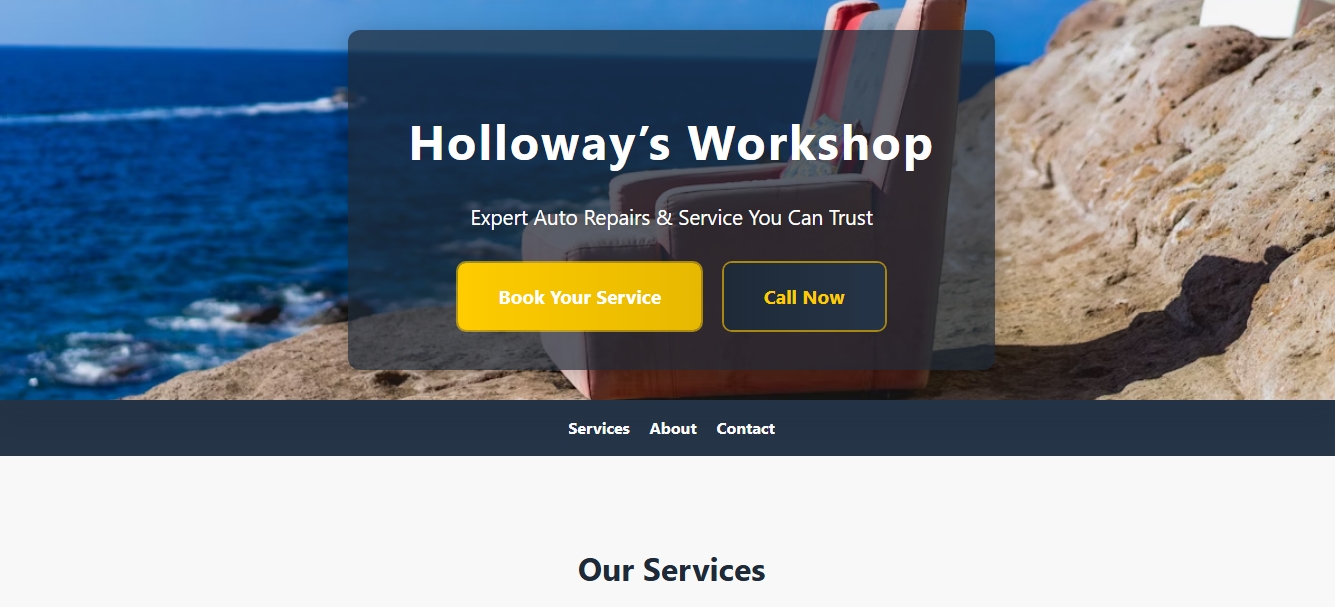 Holloway’s Workshop
Expert Auto Repairs & Service You Can Trust
Book Your Service
Call Now
Services About Contact
Our Services